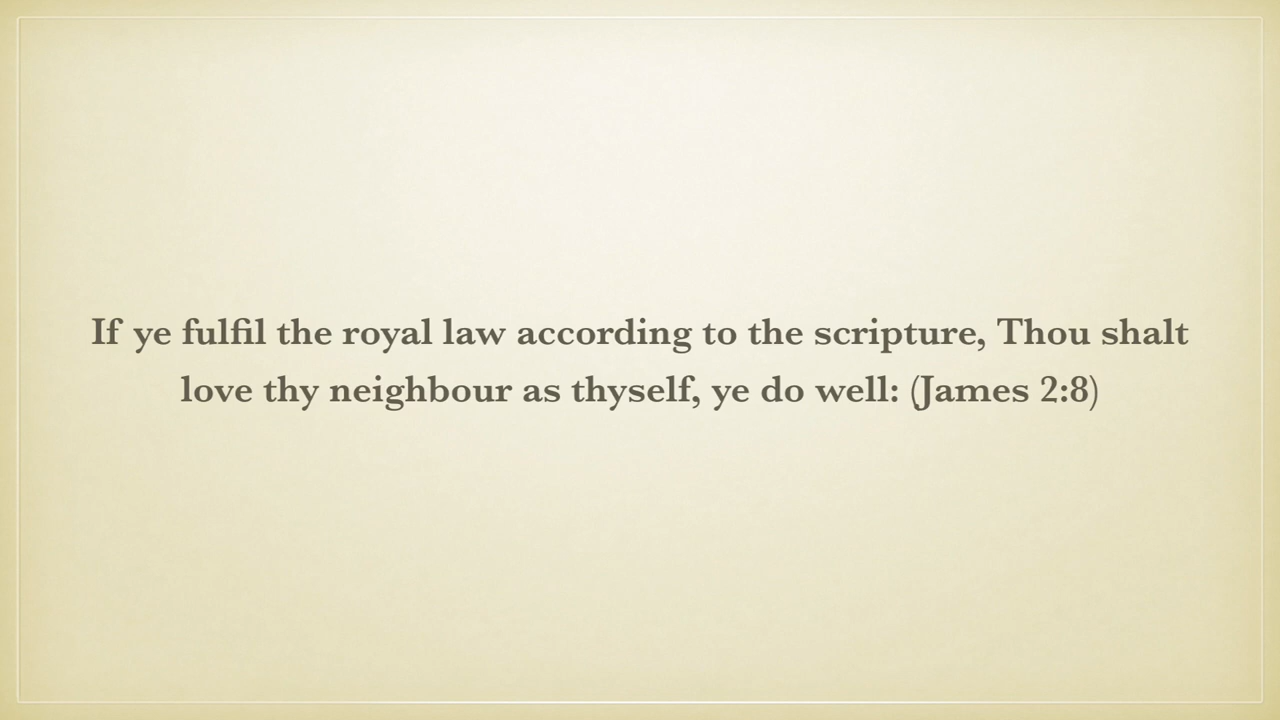 If ye fulfil the royal law according to the scripture, Thou shalt
love thy neighbour as thyself, ye do well: (James 2:8)